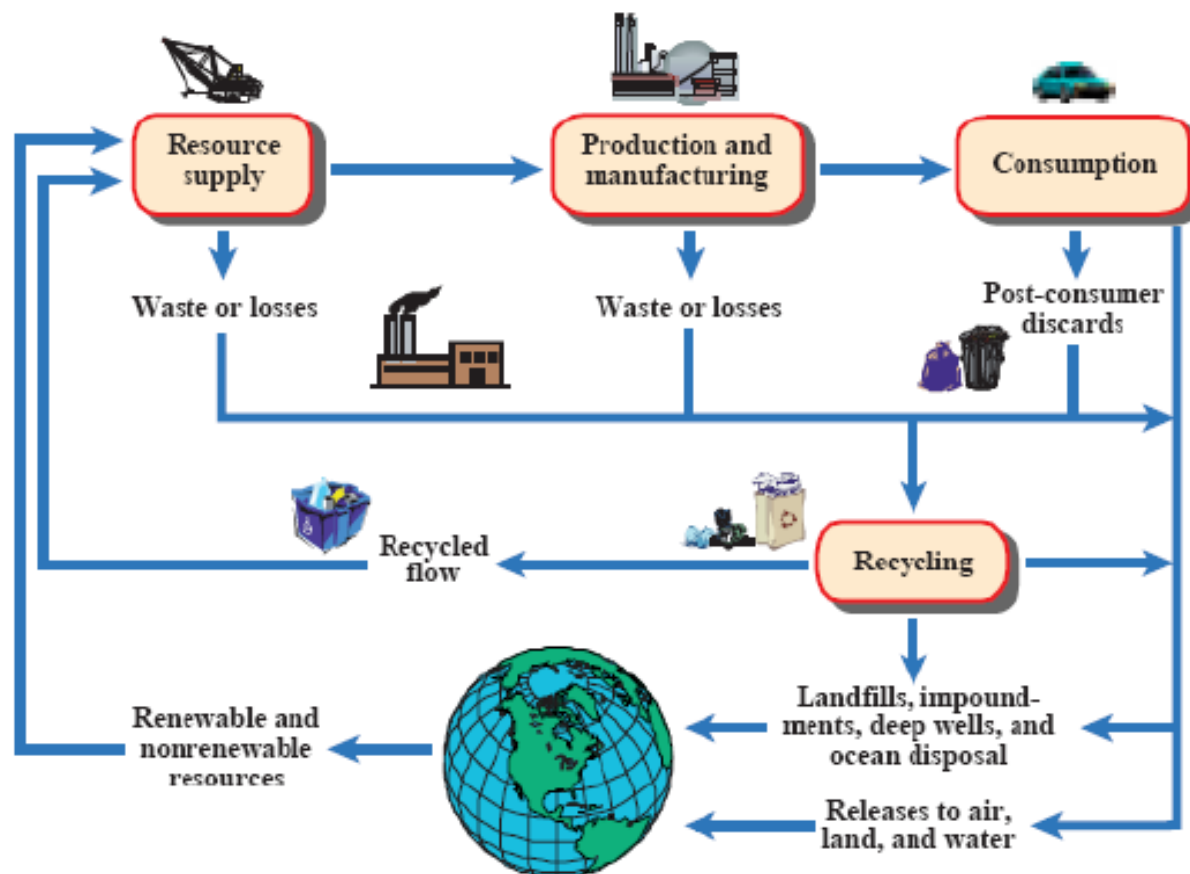 Resource
supply
Production and
manufacturing
Consumption
Waste or losses
Waste or losses
Post-consumer
discards
Recycled
flow
Recycling
Renewable and
nonrenewable
resources
Landfills, impound-
ments, deep wells, and
ocean disposal
Releases to air,
land, and water